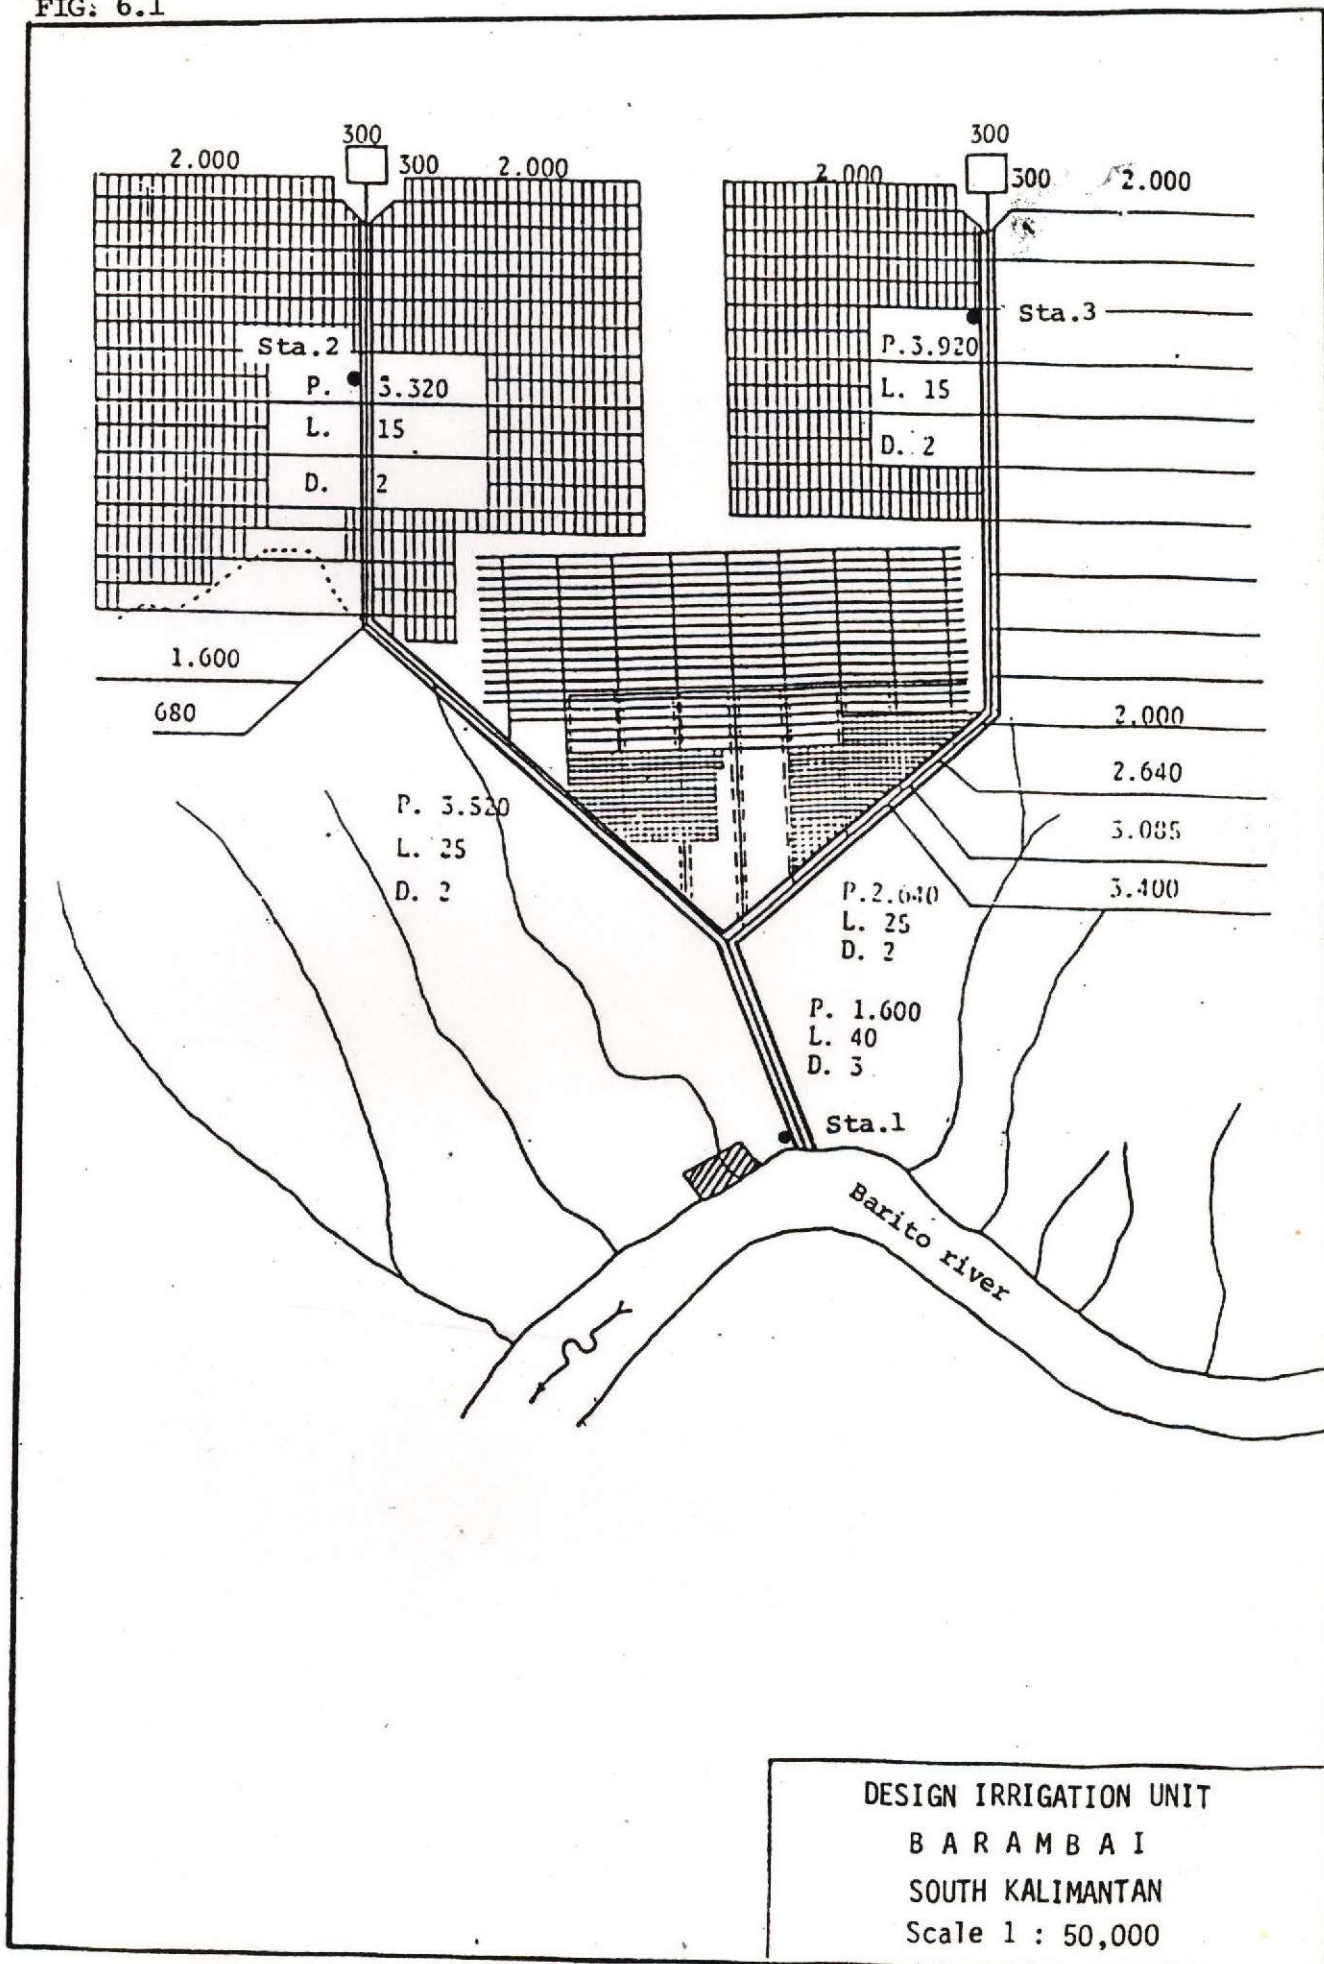 FIG: 6.1
300
300
2.000
300
2.000
2.000
300
2.000
Sta.3
Sta.2
P. 3.320
L. 15
D. 2
P.3.920
L. 15
D. 2
1.600
680
2.000
2.640
3.085
3.400
P. 3.520
L. 25
D. 2
P.2.640
L. 25
D. 2
P. 1.600
L. 40
D. 3
Sta.1
Barito river
DESIGN IRRIGATION UNIT
BARAMBAI
SOUTH KALIMANTAN
Scale 1 : 50,000